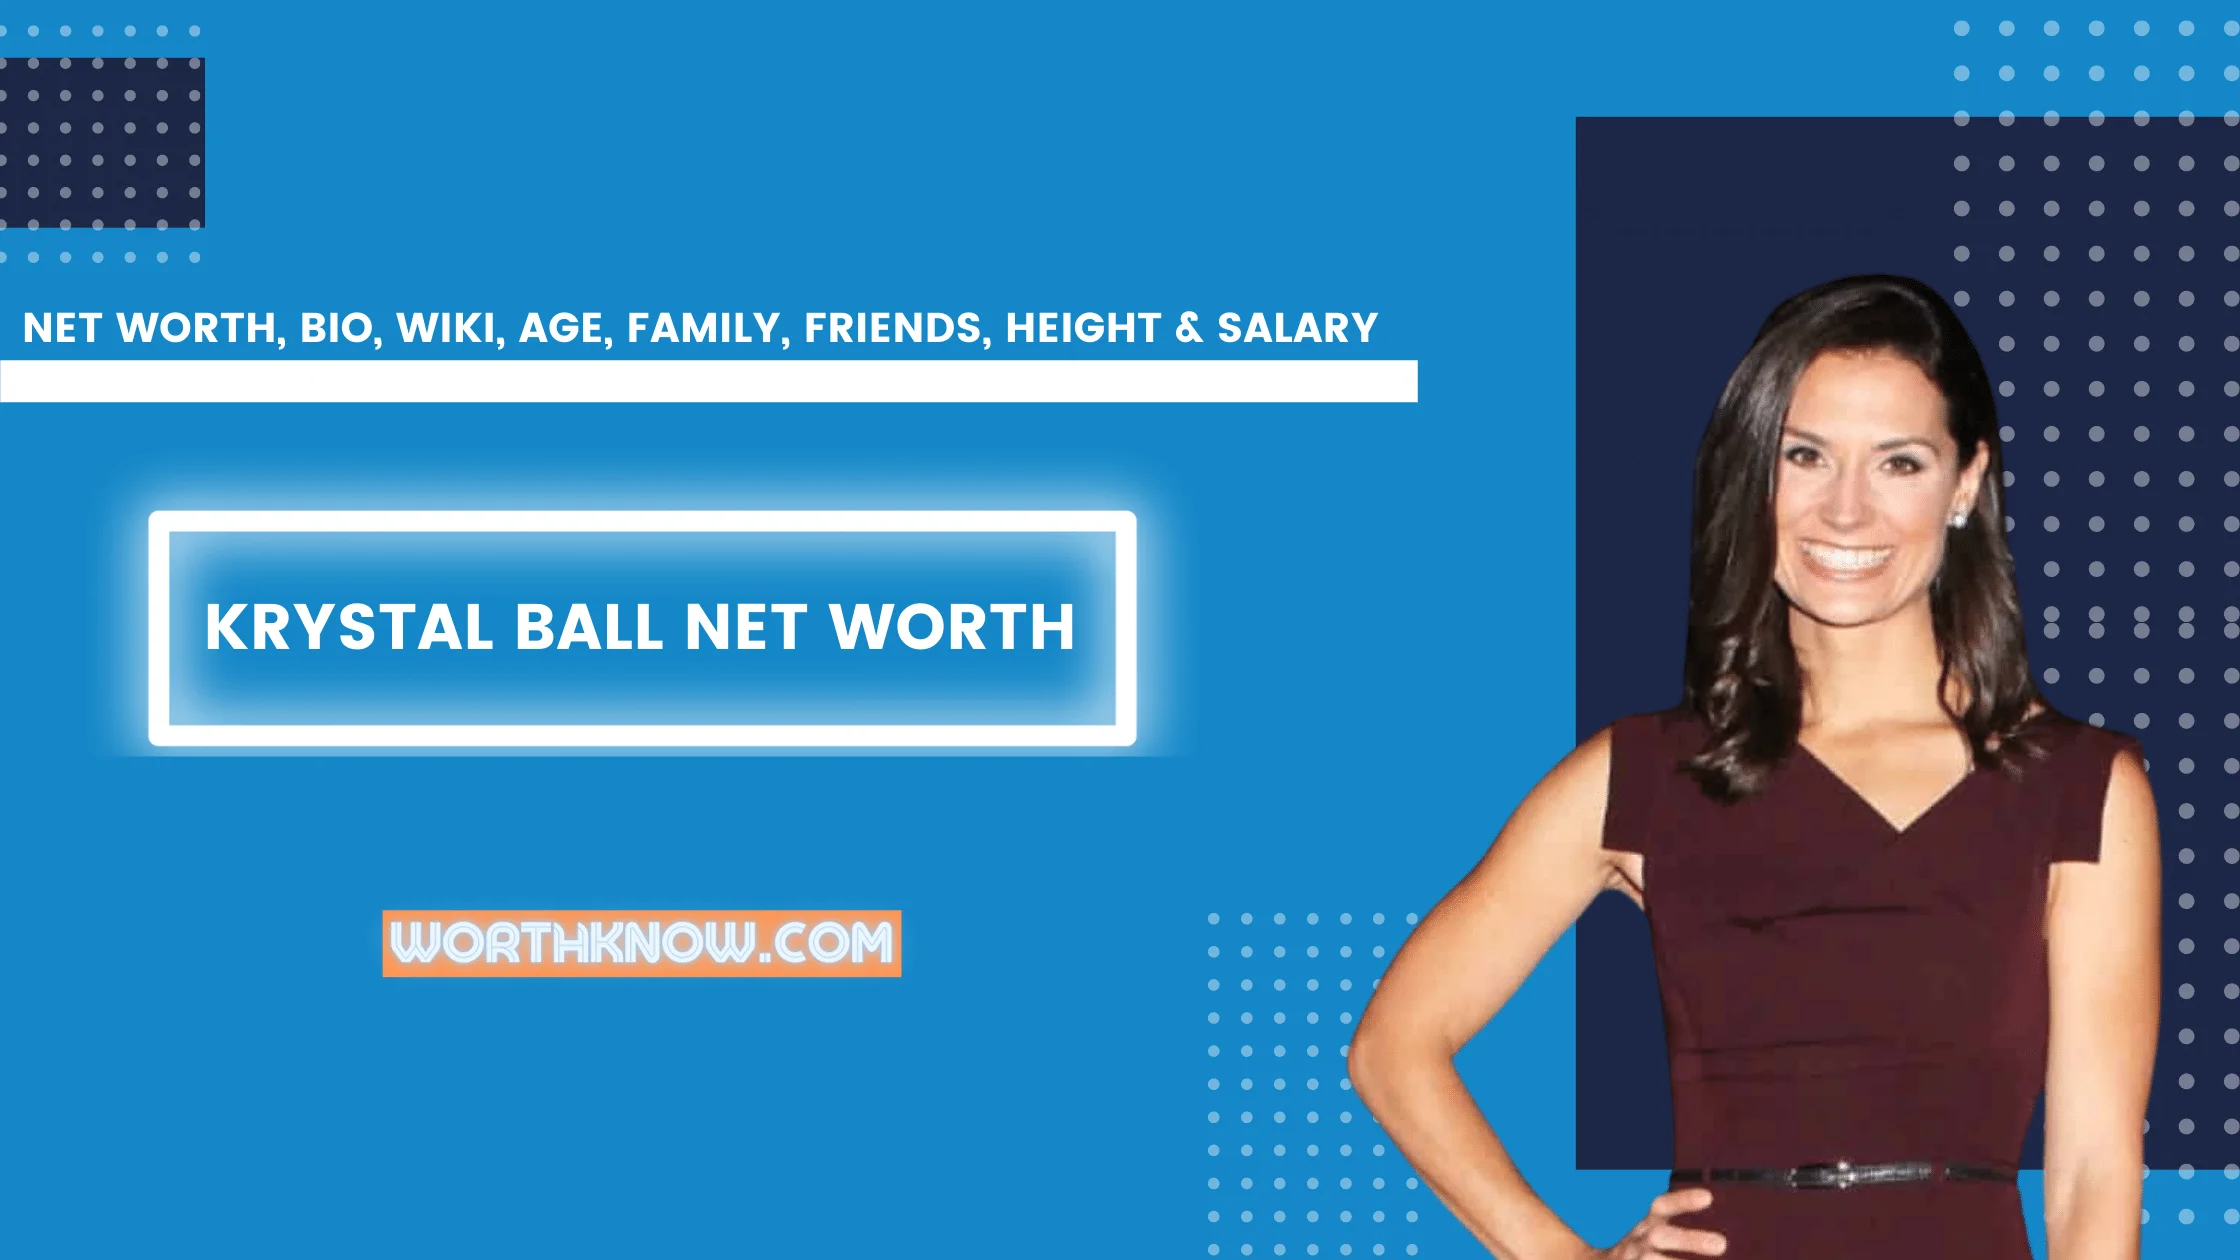 NET WORTH, BIO, WIKI, AGE, FAMILY, FRIENDS, HEIGHT & SALARY
KRYSTAL BALL NET WORTH
WORTHKNOW.COM